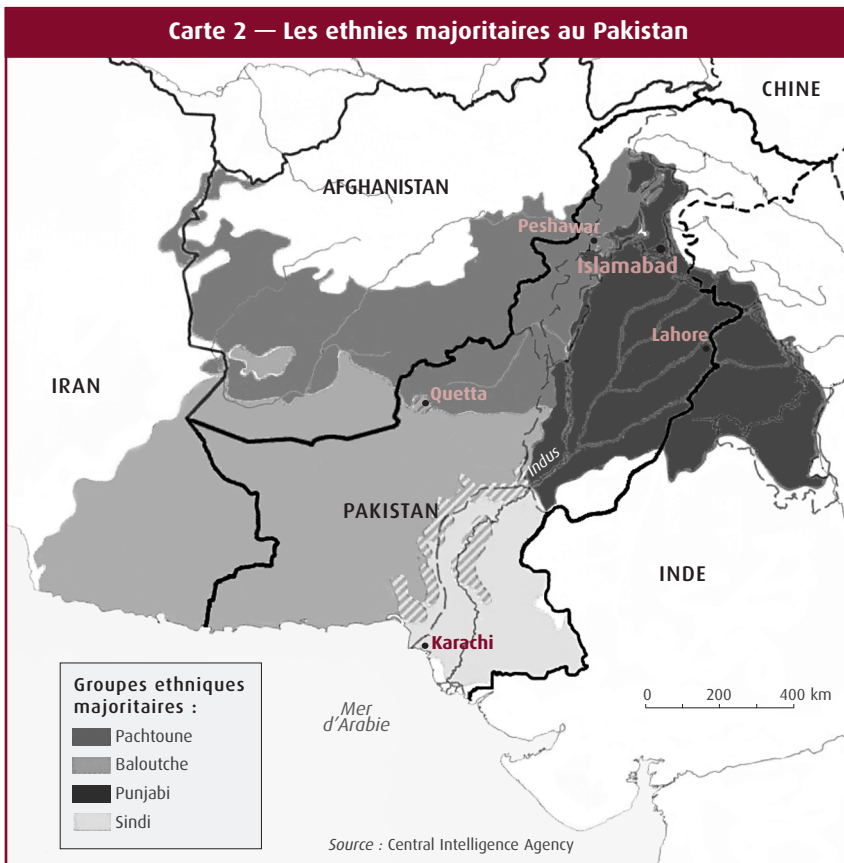 Carte 2 — Les ethnies majoritaires au Pakistan
CHINE
AFGHANISTAN
Peshawar
Islamabad
Lahore
IRAN
Quetta
Indus
PAKISTAN
INDE
Karachi
Groupes ethniques
majoritaires :
Pachtoune
Baloutche
Punjabi
Sindi
Mer
d'Arabie
0 200 400 km
Source : Central Intelligence Agency